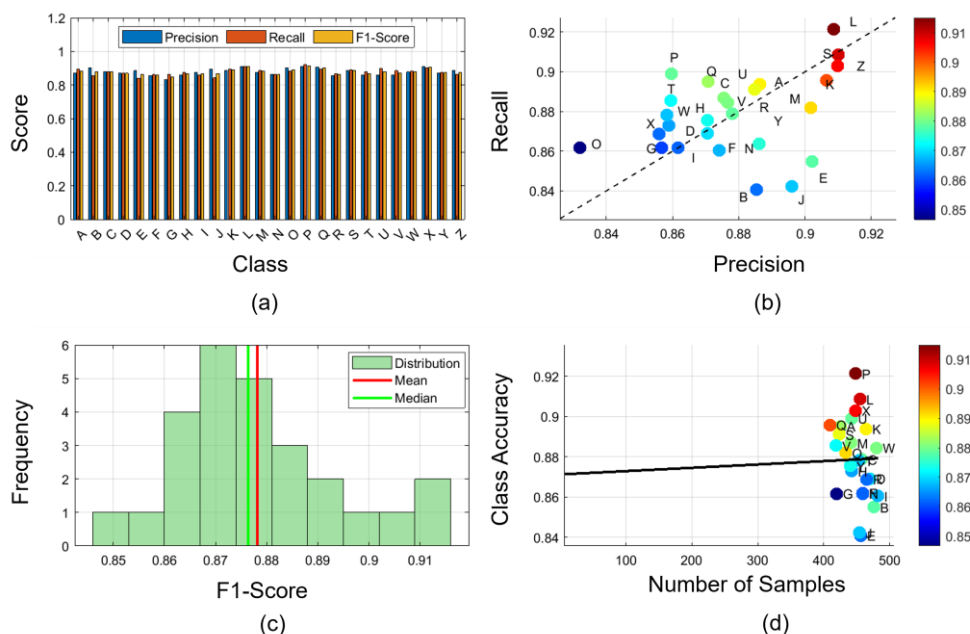 1.2
1
0.8
0.6
0.4
0.2
0
Score
Precision Recall F1-Score
A B C D E F G H I J K L M N O P Q R S T U V W X Y Z
Class
(a)
0.92
0.9
0.88
0.86
0.84
Recall
L
S
Z
K
P
Q
U
A
C
T
V
R
M
W
H
Y
X
D
O
G
I
F
N
E
B
J
0.84 0.86 0.88 0.9 0.92
Precision
0.91
0.9
0.89
0.88
0.87
0.86
0.85
(b)
6
5
4
3
2
1
0
Frequency
Distribution
Mean
Median
0.85 0.86 0.87 0.88 0.89 0.9 0.91
F1-Score
(c)
0.92
0.9
0.88
0.86
0.84
Class Accuracy
P
L
X
U
Q A K
S
V M W
H
G
B
E
100 200 300 400 500
Number of Samples
0.91
0.9
0.89
0.88
0.87
0.86
0.85
(d)